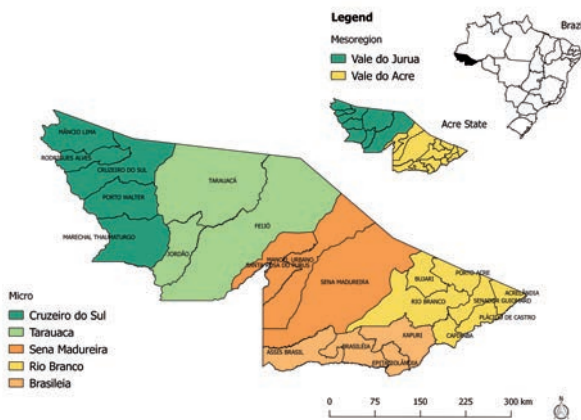 Legend
Mesoregion
Vale do Jurua
Vale do Acre
Brazil
Acre State
MÂNCIO LIMA
RODRIGUES ALVES
CRUZEIRO DO SUL
PORTO WALTER
MARECHAL THALMATURGO
TARAUACÁ
FEIJÓ
JORDÃO
MANOEL URBANO
SANTA ROSA DO PURUS
SENA MADUREIRA
BUJARI
PORTO ACRE
ACRELÂNDIA
RIO BRANCO
SENADOR GUIOMARD
PLÁCIDO DE CASTRO
CAPIXABA
XAPURI
ASSIS BRASIL
BRASILÉIA
EPITACIOLÂNDIA
Micro
Cruzeiro do Sul
Tarauaca
Sena Madureira
Rio Branco
Brasileia
0 75 150 225 300 km